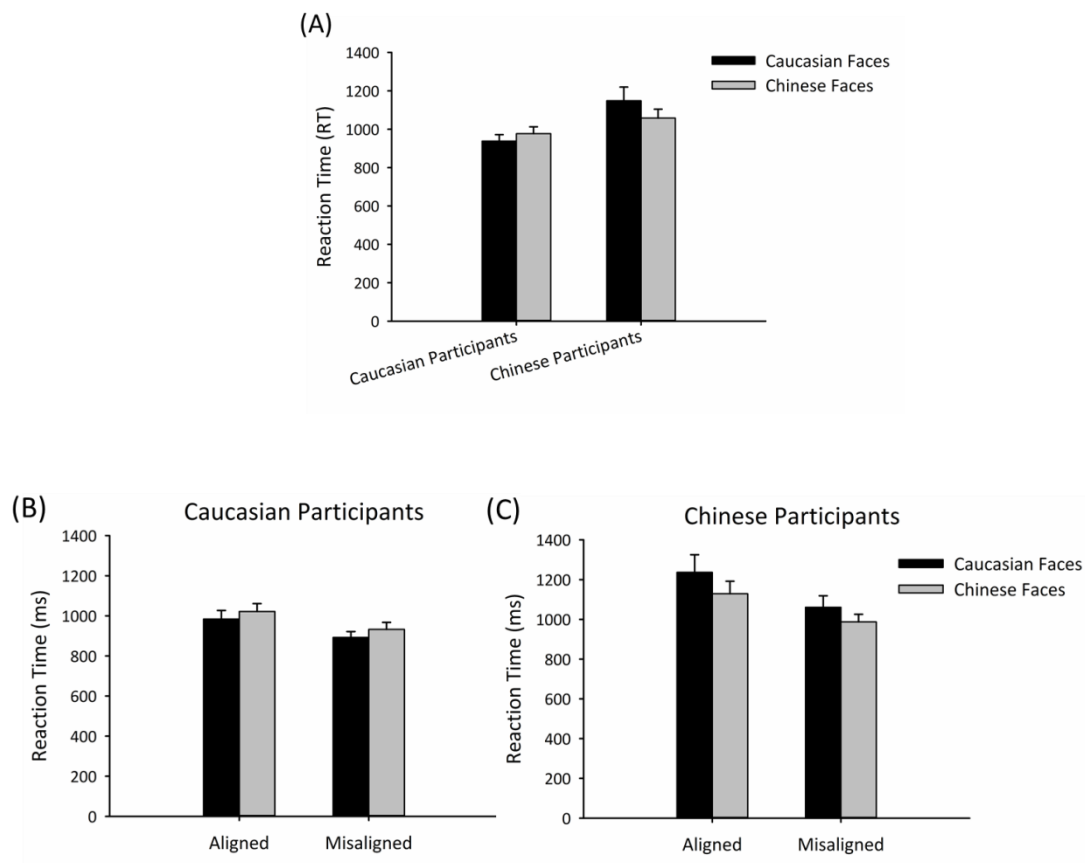 (A)
1400
1200
1000
800
600
400
200
0
Reaction Time (RT)
Caucasian Faces
Chinese Faces
Caucasian Participants
Chinese Participants
(B)
Caucasian Participants
1400
1200
1000
800
600
400
200
0
Reaction Time (ms)
Aligned
Misaligned
(C)
Chinese Participants
1400
1200
1000
800
600
400
200
0
Reaction Time (ms)
Caucasian Faces
Chinese Faces
Aligned
Misaligned